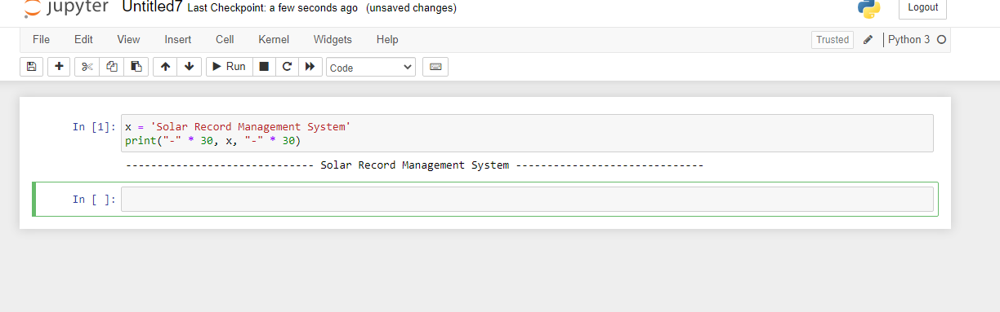 jupyter Untitled7 Last Checkpoint: a few seconds ago (unsaved changes)
Logout
File Edit View Insert Cell Kernel Widgets Help
Trusted Python 3
Run Code
In [1]: x = 'Solar Record Management System'
print("-" * 30, x, "-" * 30)
------------------------------ Solar Record Management System ------------------------------
In [ ]: